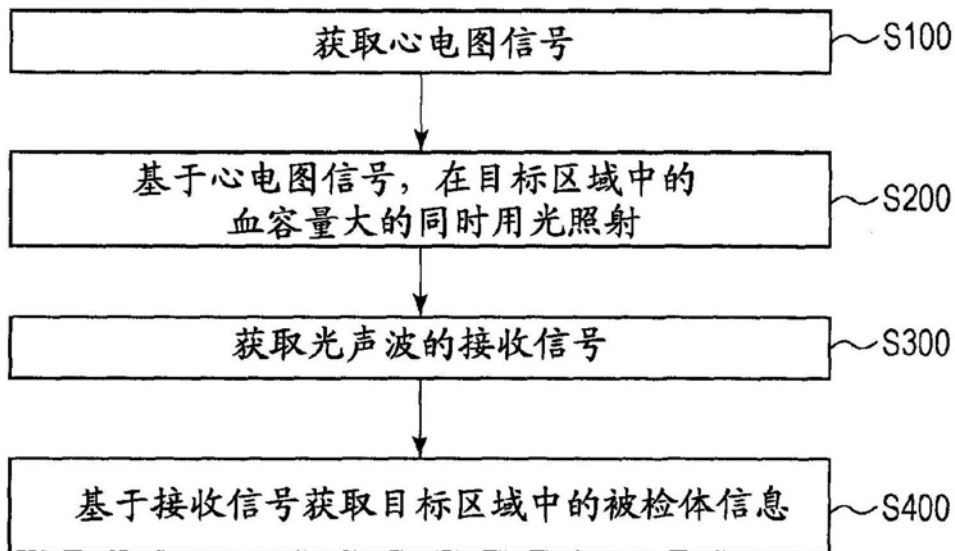 获取心电图信号
S100
基于心电图信号，在目标区域中的
血容量大的同时用光照射
S200
获取光声波的接收信号
S300
基于接收信号获取目标区域中的被检体信息
S400